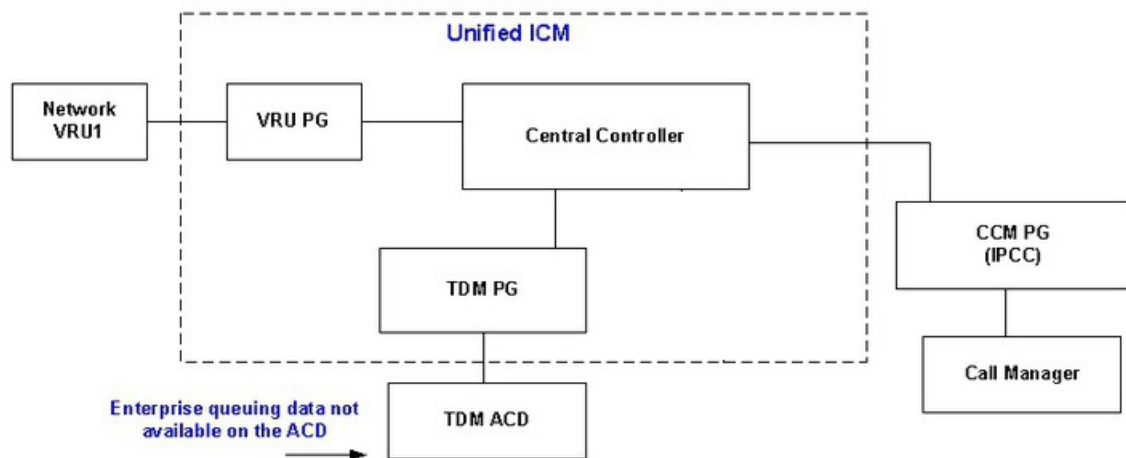 Unified ICM
Network
VRU1
VRU PG
Central Controller
CCM PG
(IPCC)
TDM PG
Call Manager
TDM ACD
Enterprise queuing data not
available on the ACD